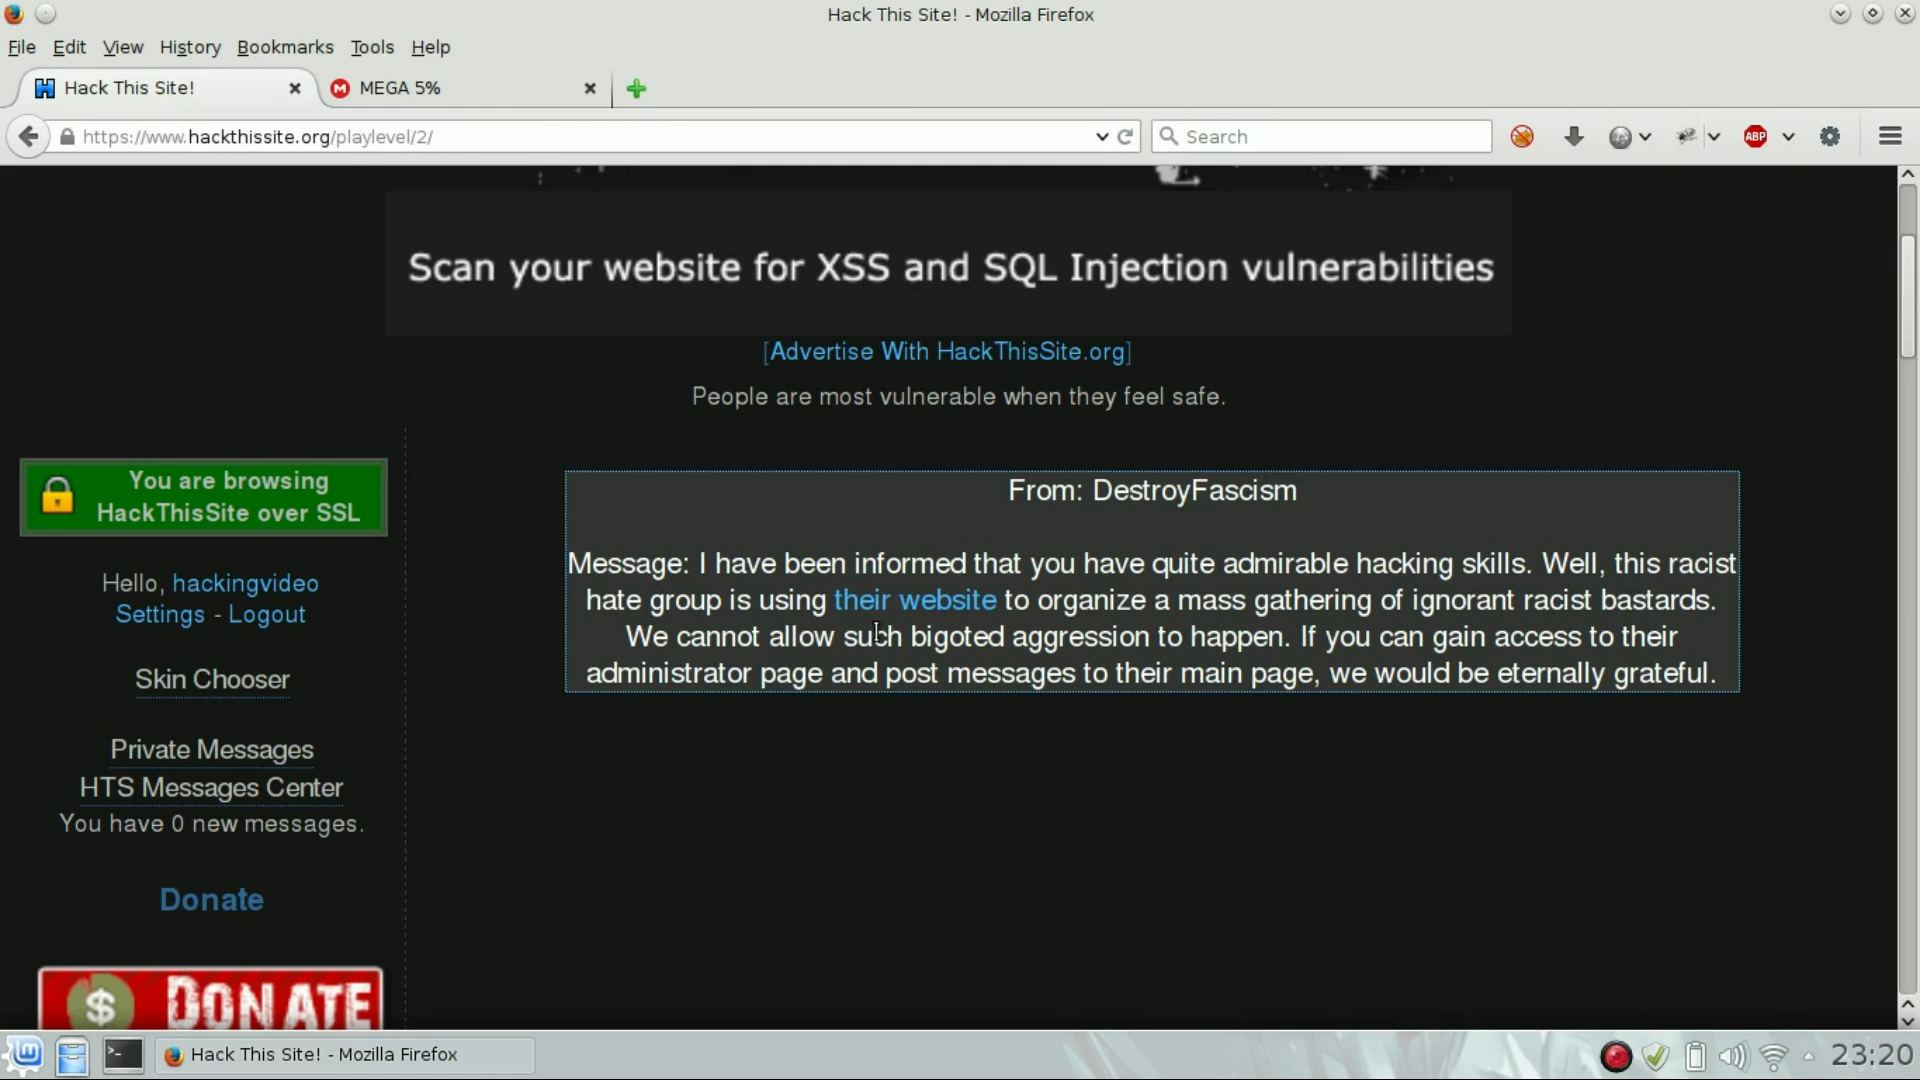 Hack This Site! - Mozilla Firefox
File Edit View History Bookmarks Tools Help
Hack This Site! MEGA 5%
https://www.hackthissite.org/playlevel/2/ Search ABP
Scan your website for XSS and SQL Injection vulnerabilities
[Advertise With HackThisSite.org]
People are most vulnerable when they feel safe.
You are browsing
HackThisSite over SSL
Hello, hackingvideo
Settings - Logout
Skin Chooser
Private Messages
HTS Messages Center
You have 0 new messages.
Donate
$ DONATE
From: DestroyFascism
Message: I have been informed that you have quite admirable hacking skills. Well, this racist
hate group is using their website to organize a mass gathering of ignorant racist bastards.
We cannot allow such bigoted aggression to happen. If you can gain access to their
administrator page and post messages to their main page, we would be eternally grateful.
Hack This Site! - Mozilla Firefox 23:20